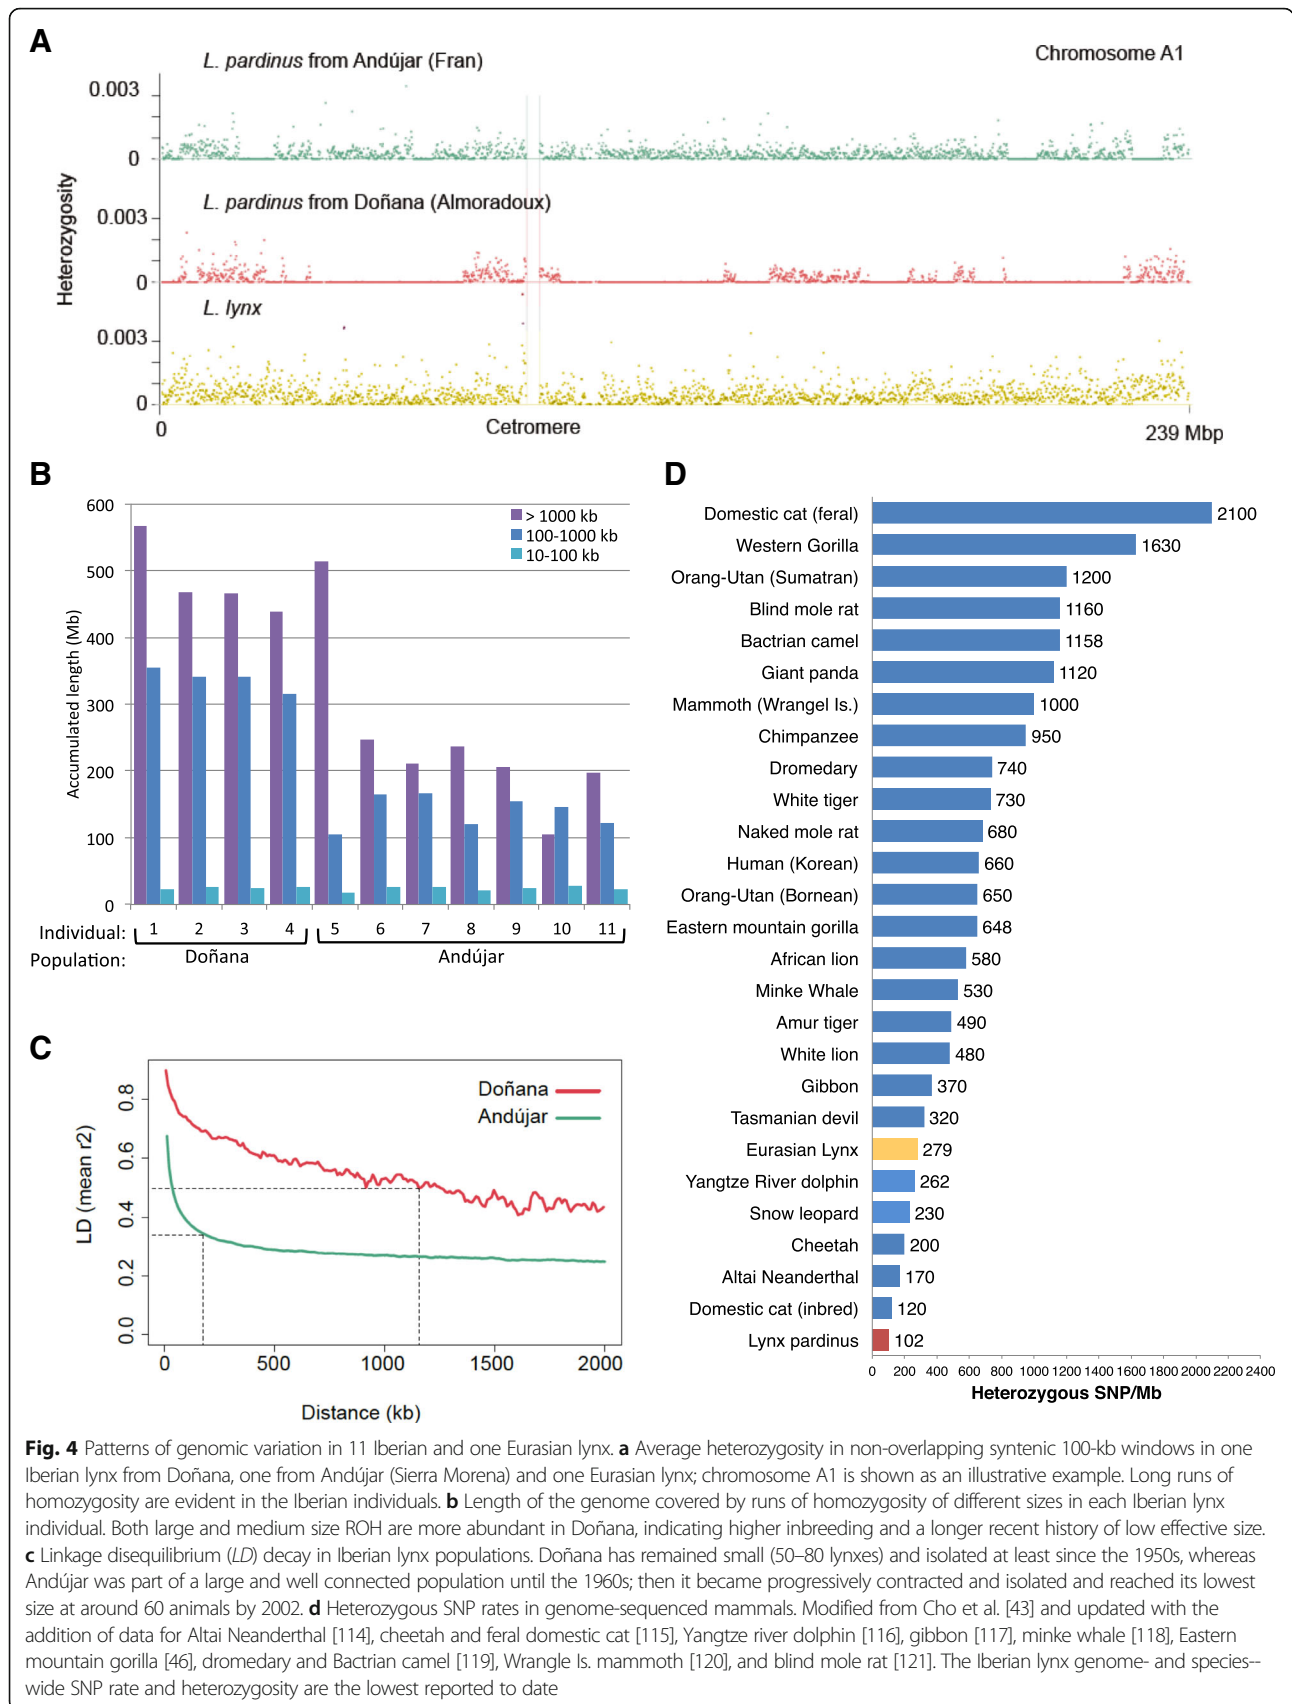 A
L. pardinus from Andújar (Fran)
Chromosome A1
0.003
0
L. pardinus from Doñana (Almoradoux)
0.003
0
L. lynx
0.003
0
Heterozygosity
0
Cetromere
239 Mbp
B
600
500
400
300
200
100
0
Accumulated length (Mb)
> 1000 kb
100-1000 kb
10-100 kb
Individual: 1 2 3 4 5 6 7 8 9 10 11
Population: Doñana Andújar
C
0.8
0.6
0.4
0.2
0.0
LD (mean r2)
Doñana
Andújar
0 500 1000 1500 2000
Distance (kb)
D
Domestic cat (feral) 2100
Western Gorilla 1630
Orang-Utan (Sumatran) 1200
Blind mole rat 1160
Bactrian camel 1158
Giant panda 1120
Mammoth (Wrangel Is.) 1000
Chimpanzee 950
Dromedary 740
White tiger 730
Naked mole rat 680
Human (Korean) 660
Orang-Utan (Bornean) 650
Eastern mountain gorilla 648
African lion 580
Minke Whale 530
Amur tiger 490
White lion 480
Gibbon 370
Tasmanian devil 320
Eurasian Lynx 279
Yangtze River dolphin 262
Snow leopard 230
Cheetah 200
Altai Neanderthal 170
Domestic cat (inbred) 120
Lynx pardinus 102
0 200 400 600 800 1000 1200 1400 1600 1800 2000 2200 2400
Heterozygous SNP/Mb
Fig. 4 Patterns of genomic variation in 11 Iberian and one Eurasian lynx. a Average heterozygosity in non-overlapping syntenic 100-kb windows in one
Iberian lynx from Doñana, one from Andújar (Sierra Morena) and one Eurasian lynx; chromosome A1 is shown as an illustrative example. Long runs of
homozygosity are evident in the Iberian individuals. b Length of the genome covered by runs of homozygosity of different sizes in each Iberian lynx
individual. Both large and medium size ROH are more abundant in Doñana, indicating higher inbreeding and a longer recent history of low effective size.
c Linkage disequilibrium (LD) decay in Iberian lynx populations. Doñana has remained small (50–80 lynxes) and isolated at least since the 1950s, whereas
Andújar was part of a large and well connected population until the 1960s; then it became progressively contracted and isolated and reached its lowest
size at around 60 animals by 2002. d Heterozygous SNP rates in genome-sequenced mammals. Modified from Cho et al. [43] and updated with the
addition of data for Altai Neanderthal [114], cheetah and feral domestic cat [115], Yangtze river dolphin [116], gibbon [117], minke whale [118], Eastern
mountain gorilla [46], dromedary and Bactrian camel [119], Wrangle Is. mammoth [120], and blind mole rat [121]. The Iberian lynx genome- and species--
wide SNP rate and heterozygosity are the lowest reported to date